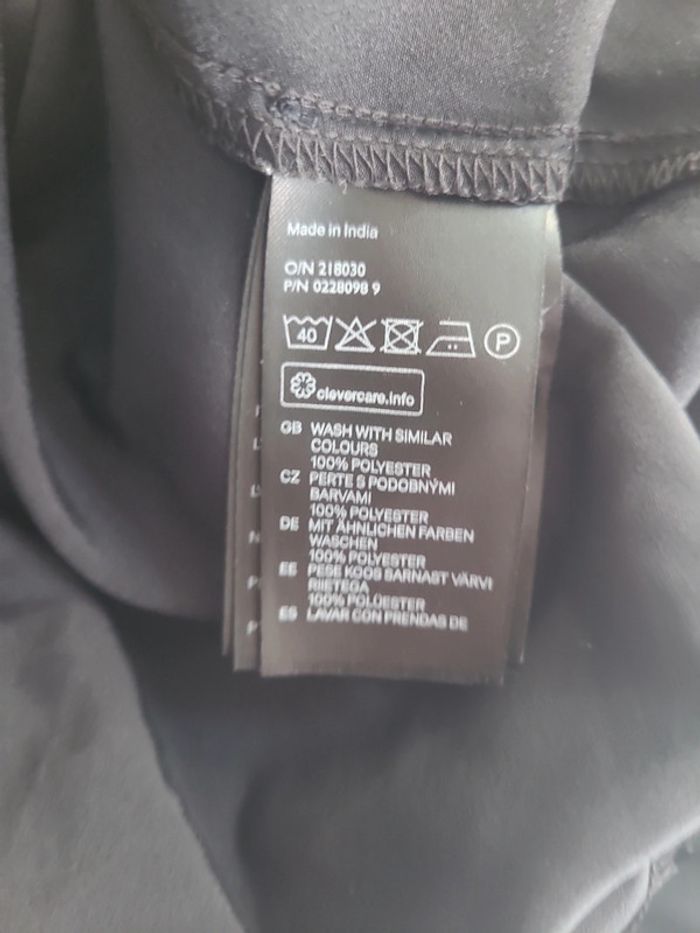 Made in India
O/N 218030
P/N 0228098 9
40
P
clevercare.info
GB WASH WITH SIMILAR
COLOURS
100% POLYESTER
CZ PERTE S PODOBNÝMI
BARVAMI
100% POLYESTER
DE MIT ÄHNLICHEN FARBEN
WASCHEN
100% POLYESTER
EE PESE KOOS SARNAST VÄRVI
RIIETEGA
100% POLÜESTER
ES LAVAR CON PRENDAS DE